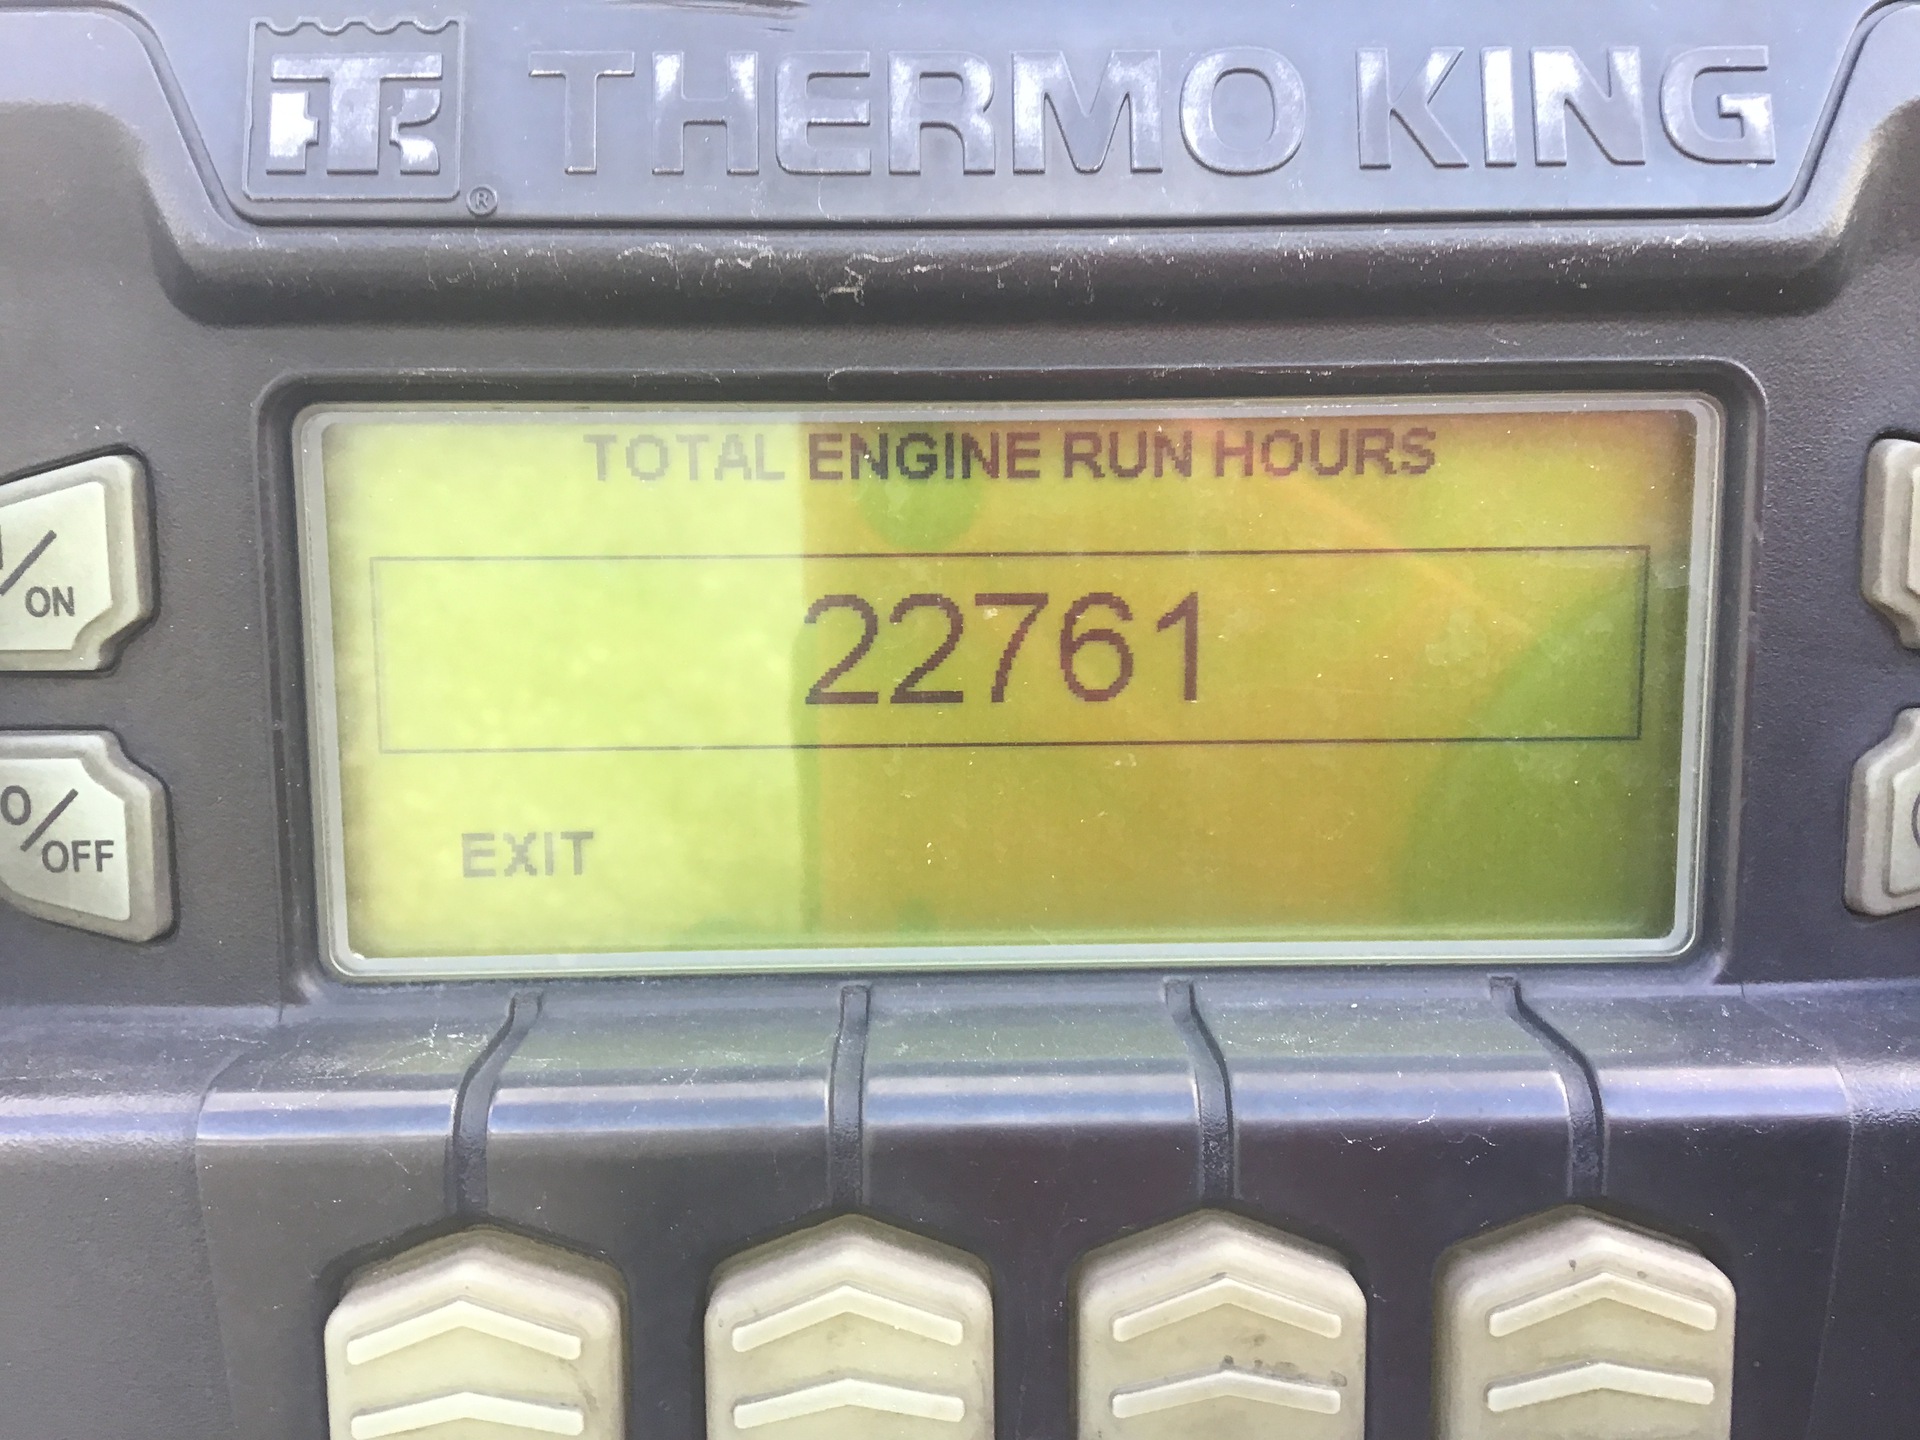 TK ®
THERMO KING
TOTAL ENGINE RUN HOURS
22761
EXIT
/ON
O/OFF